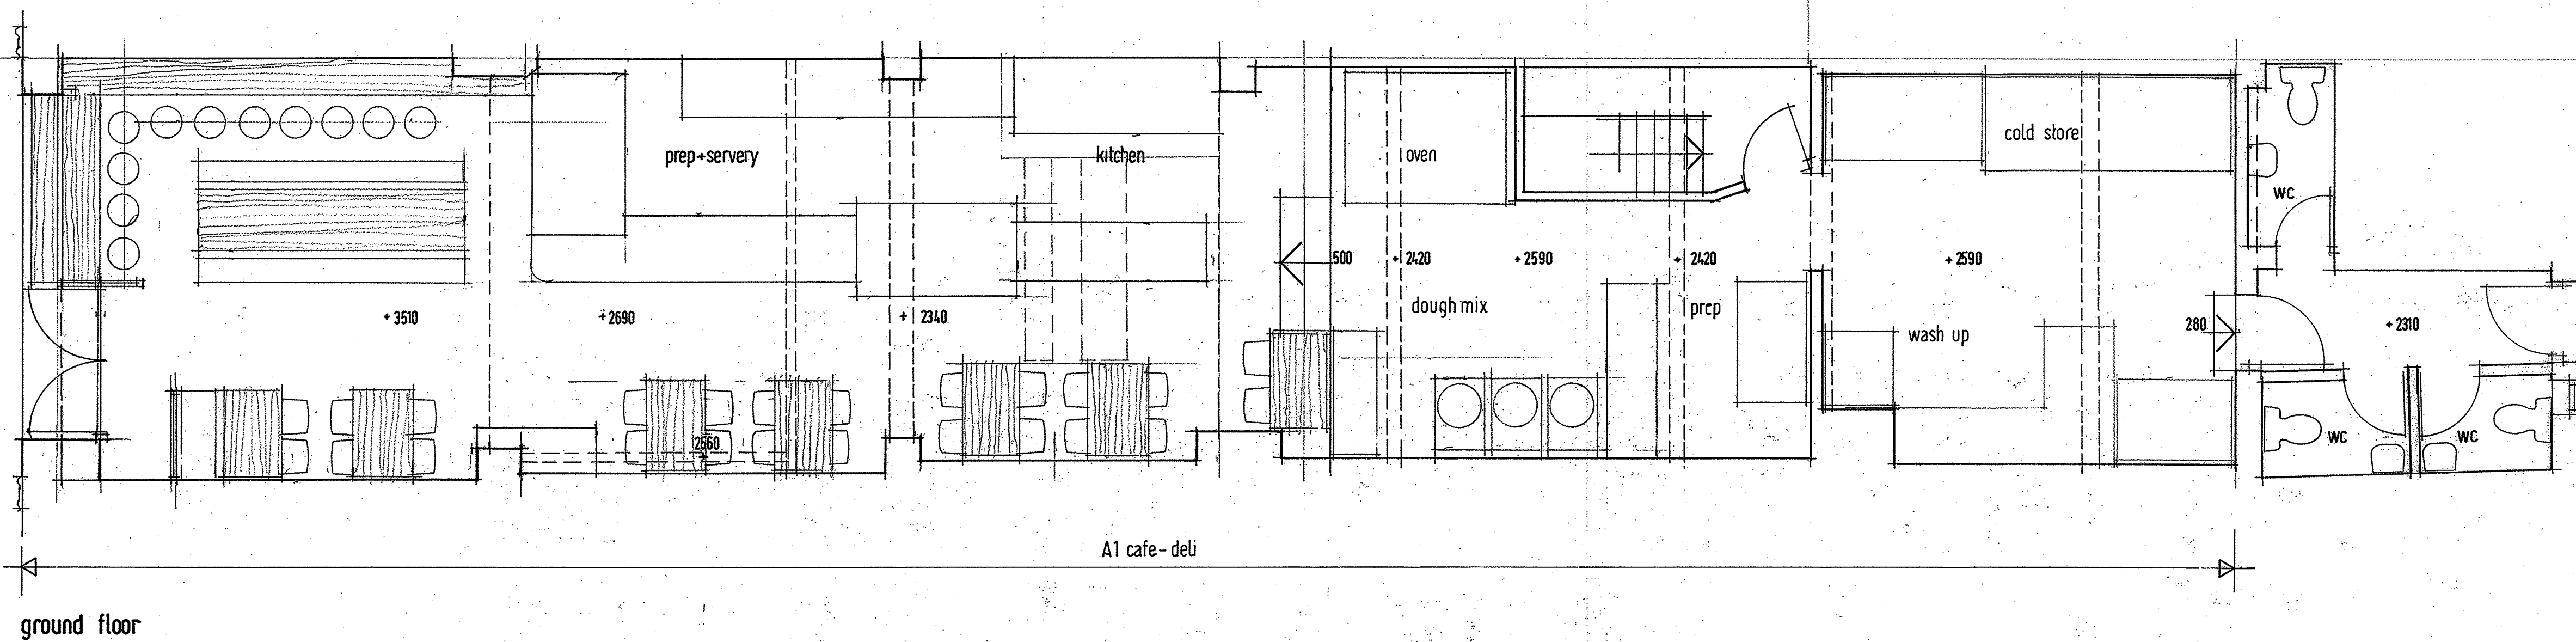 prep+servery
kitchen
oven
cold store
wc
+3510
+2690
+2340
500
+2420
+2590
+2420
+2590
280
+2310
dough mix
prep
wash up
2560
wc
wc
A1 cafe-deli
ground floor